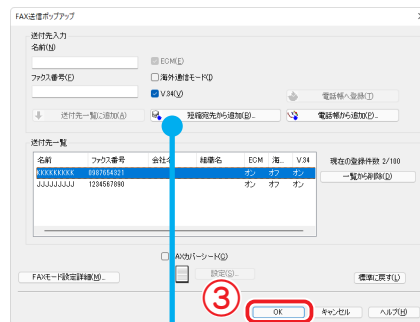 FAX送信ポップアップ
送付先入力
名前(N)
ECM(E)
ファクス番号(F)
海外通信モード(I)
V.34(V)
電話帳へ登録(T)
送付先一覧に追加(A)
短縮宛先から追加(B)...
電話帳から追加(P)...
送付先一覧
名前 ファクス番号 会社名 組織名 ECM 海... V.34
KKKKKKKKK 0987654321 オン オフ オン
JJJJJJJJJ 1234567890 オン オフ オン
現在の登録件数 2/100
一覧から削除(D)
FAXカバーシート(O)
設定(S)...
FAXモード設定詳細(M)...
標準に戻す(L)
③
OK
キャンセル
ヘルプ(H)